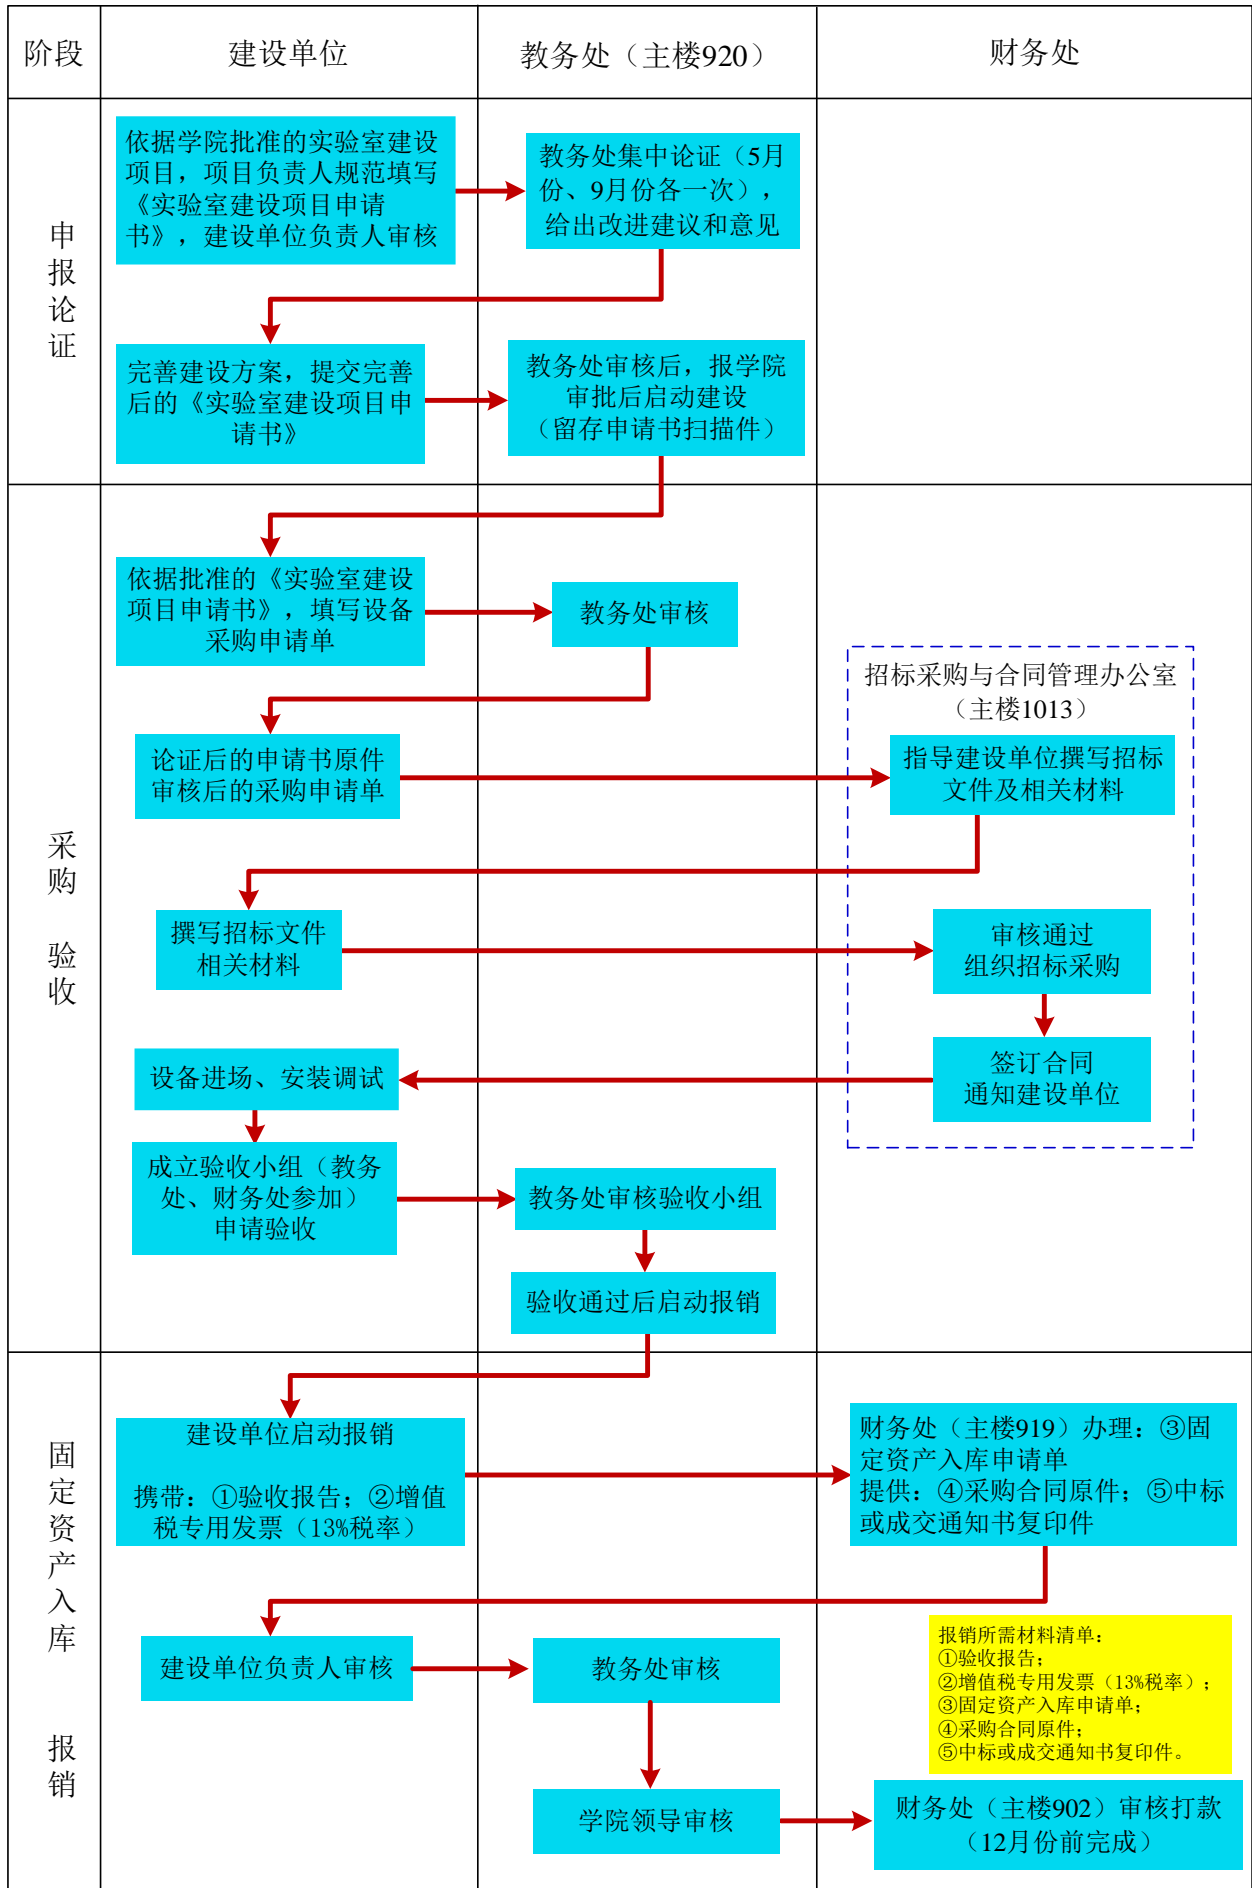 阶段
建设单位
教务处（主楼920）
财务处
申报论证
依据学院批准的实验室建设
项目，项目负责人规范填写
《实验室建设项目申请
书》，建设单位负责人审核
教务处集中论证（5月
份、9月份各一次），
给出改进建议和意见
完善建设方案，提交完善
后的《实验室建设项目申
请书》
教务处审核后，报学院
审批后启动建设
（留存申请书扫描件）
采购 验收
依据批准的《实验室建设
项目申请书》，填写设备
采购申请单
教务处审核
招标采购与合同管理办公室
（主楼1013）
论证后的申请书原件
审核后的采购申请单
指导建设单位撰写招标
文件及相关材料
撰写招标文件
相关材料
审核通过
组织招标采购
签订合同
通知建设单位
设备进场、安装调试
成立验收小组（教务
处、财务处参加）
申请验收
教务处审核验收小组
验收通过后启动报销
固定资产入库 报销
建设单位启动报销
携带：①验收报告；②增值
税专用发票（13%税率）
财务处（主楼919）办理：③固
定资产入库申请单
提供：④采购合同原件；⑤中标
或成交通知书复印件
建设单位负责人审核
教务处审核
报销所需材料清单：
①验收报告；
②增值税专用发票（13%税率）；
③固定资产入库申请单；
④采购合同原件；
⑤中标或成交通知书复印件。
学院领导审核
财务处（主楼902）审核打款
（12月份前完成）